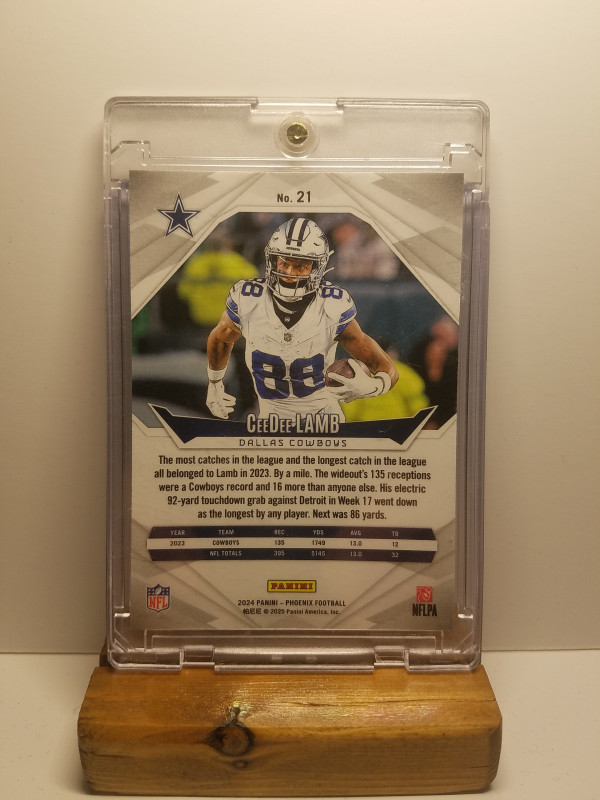 No. 21
88
88
CEEDEE LAMB
DALLAS COWBOYS
The most catches in the league and the longest catch in the league
all belonged to Lamb in 2023. By a mile. The wideout's 135 receptions
were a Cowboys record and 16 more than anyone else. His electric
92-yard touchdown grab against Detroit in Week 17 went down
as the longest by any player. Next was 86 yards.
YEAR TEAM REC YDS AVG TD
2023 COWBOYS 135 1749 13.0 12
NFL TOTALS 395 5145 13.0 32
PANINI
NFL
2024 PANINI – PHOENIX FOOTBALL
© 2025 Panini America, Inc.
NFLPA